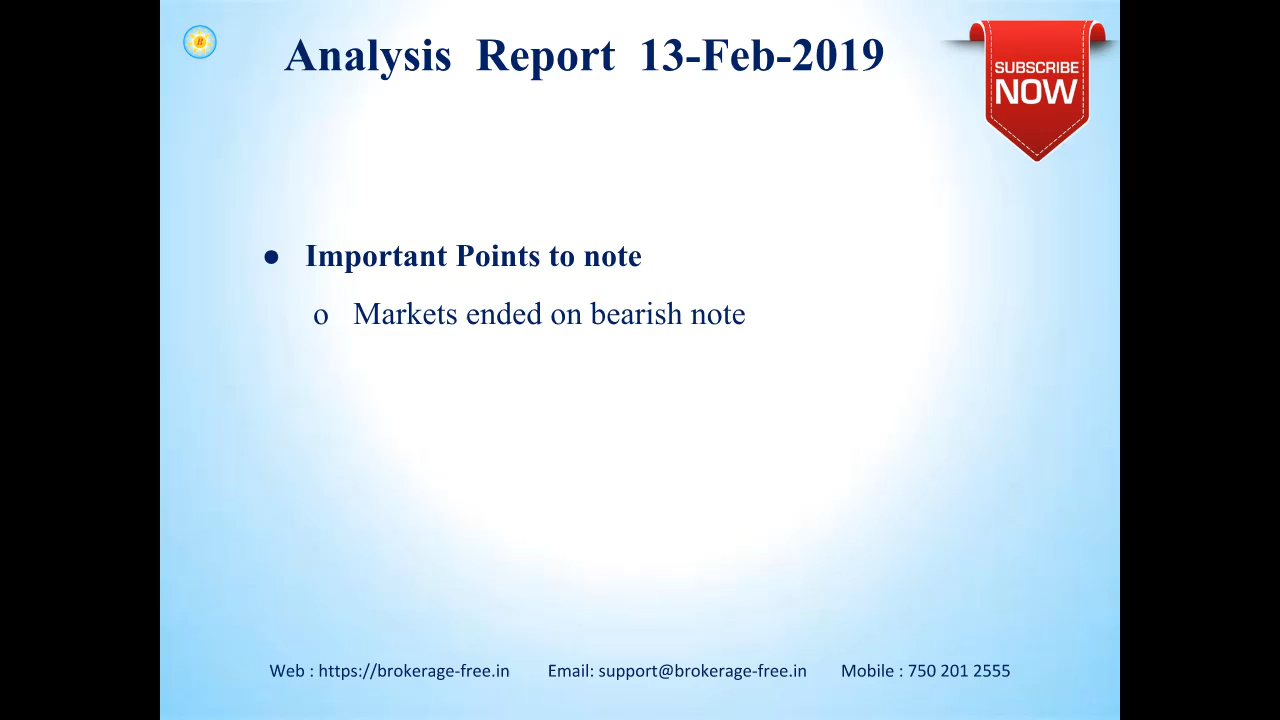 Analysis Report 13-Feb-2019
SUBSCRIBE
NOW
● Important Points to note
o Markets ended on bearish note
Web : https://brokerage-free.in Email: support@brokerage-free.in Mobile : 750 201 2555